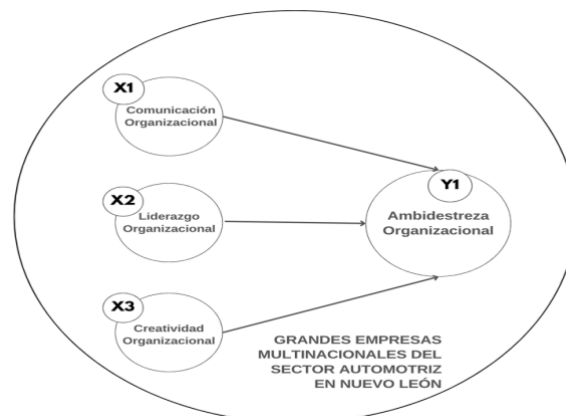 X1
Comunicación
Organizacional
X2
Liderazgo
Organizacional
X3
Creatividad
Organizacional
Y1
Ambidestreza
Organizacional
GRANDES EMPRESAS
MULTINACIONALES DEL
SECTOR AUTOMOTRIZ
EN NUEVO LEÓN